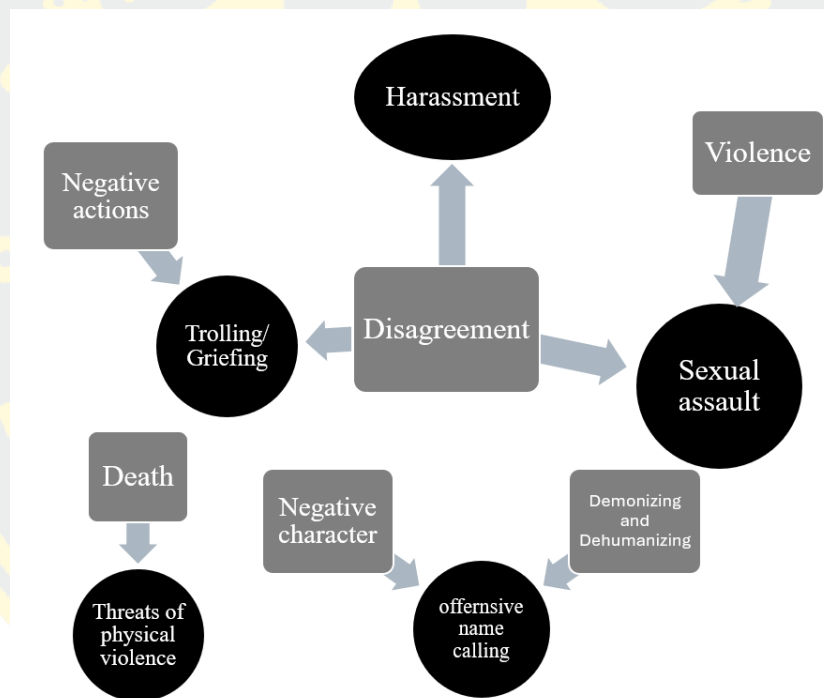 Harassment
Violence
Negative
actions
Disagreement
Trolling/
Griefing
Sexual
assault
Death
Negative
character
Demonizing
and
Dehumanizing
Threats of
physical
violence
offernsive
name
calling